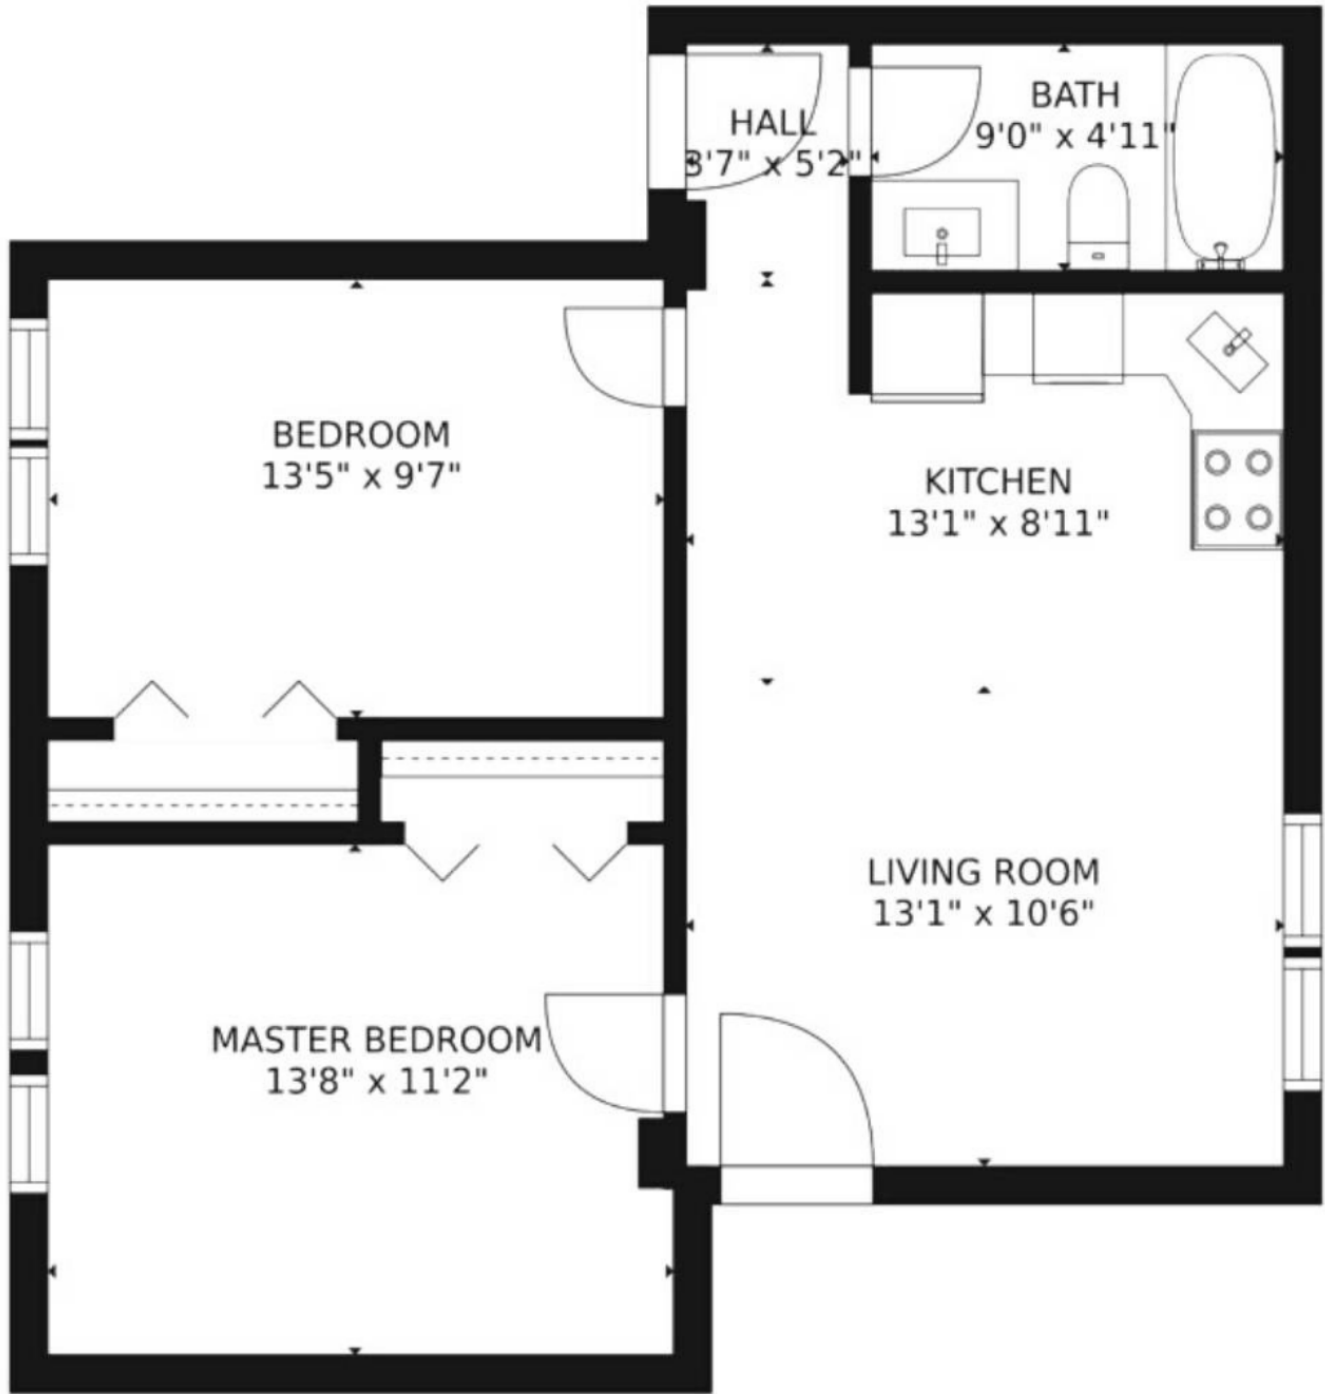 HALL
3'7" x 5'2"
BATH
9'0" x 4'11"
BEDROOM
13'5" x 9'7"
KITCHEN
13'1" x 8'11"
LIVING ROOM
13'1" x 10'6"
MASTER BEDROOM
13'8" x 11'2"